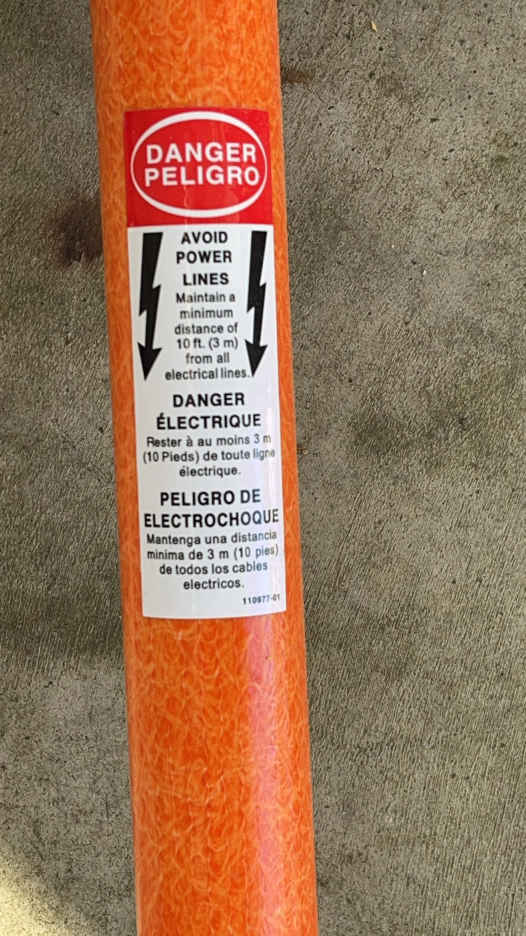 DANGER
PELIGRO
AVOID
POWER
LINES
Maintain a
minimum
distance of
10 ft. (3 m)
from all
electrical lines.
DANGER
ÉLECTRIQUE
Rester à au moins 3 m
(10 Pieds) de toute ligne
électrique.
PELIGRO DE
ELECTROCHOQUE
Mantenga una distancia
minima de 3 m (10 pies)
de todos los cables
electricos.
110977-01